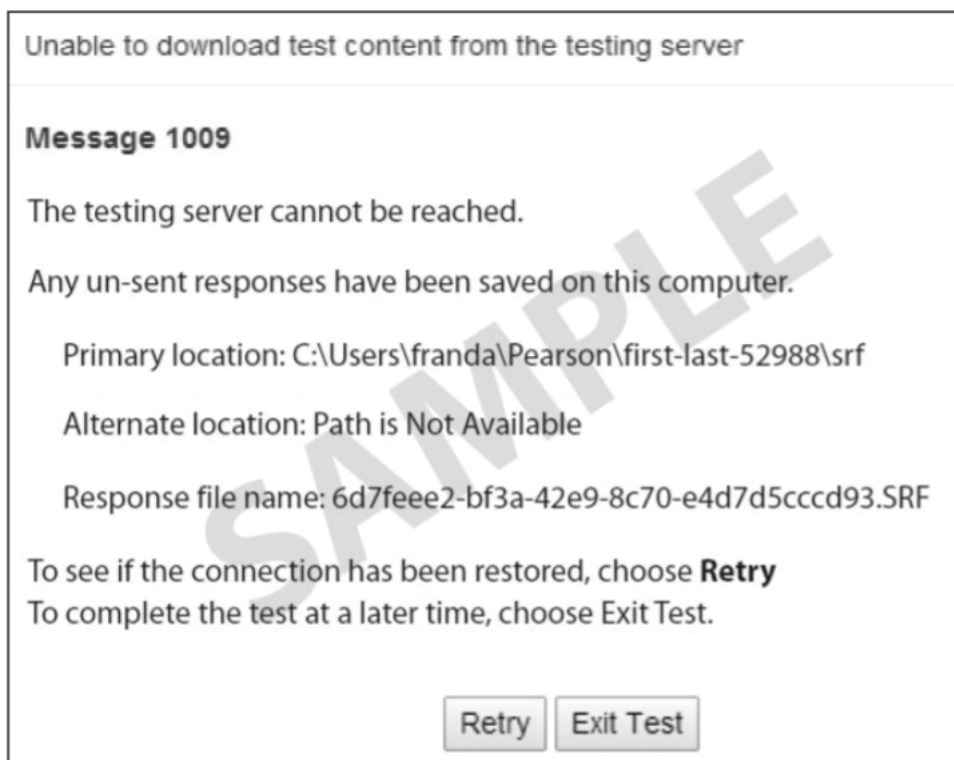 Unable to download test content from the testing server
Message 1009
The testing server cannot be reached.
Any un-sent responses have been saved on this computer.
Primary location: C:\Users\franda\Pearson\first-last-52988\srf
Alternate location: Path is Not Available
Response file name: 6d7feee2-bf3a-42e9-8c70-e4d7d5cccd93.SRF
To see if the connection has been restored, choose Retry
To complete the test at a later time, choose Exit Test.
Retry Exit Test
SAMPLE